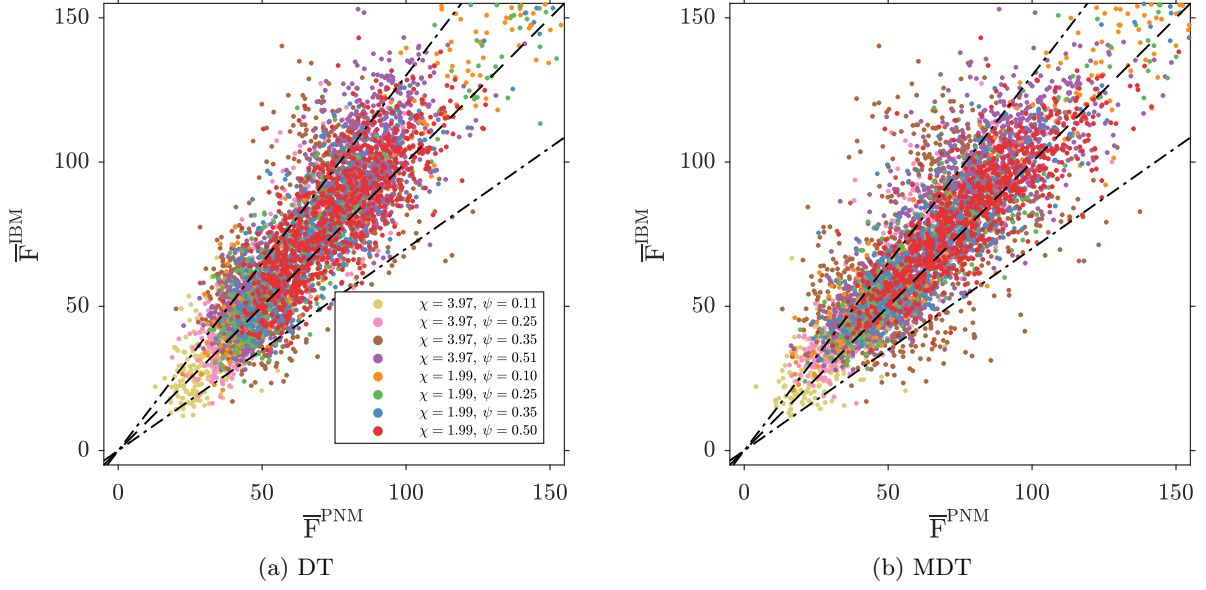 150
100
50
0
F̅^IBM
χ = 3.97, ψ = 0.11
χ = 3.97, ψ = 0.25
χ = 3.97, ψ = 0.35
χ = 3.97, ψ = 0.51
χ = 1.99, ψ = 0.10
χ = 1.99, ψ = 0.25
χ = 1.99, ψ = 0.35
χ = 1.99, ψ = 0.50
0 50 100 150
F̅^PNM
(a) DT
150
100
50
0
F̅^IBM
0 50 100 150
F̅^PNM
(b) MDT